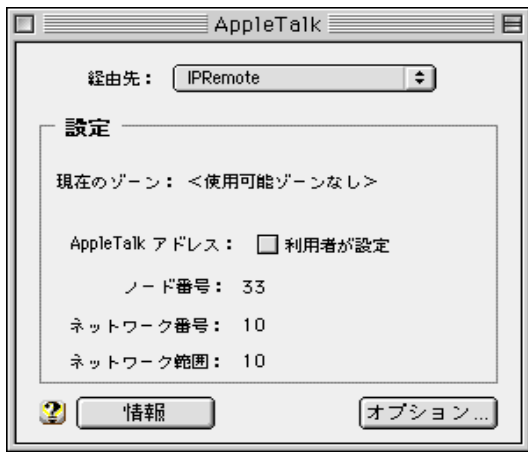 AppleTalk
経由先： IPRemote
設定
現在のゾーン： ＜使用可能ゾーンなし＞
AppleTalk アドレス： 利用者が設定
ノード番号： 33
ネットワーク番号： 10
ネットワーク範囲： 10
情報
オプション...